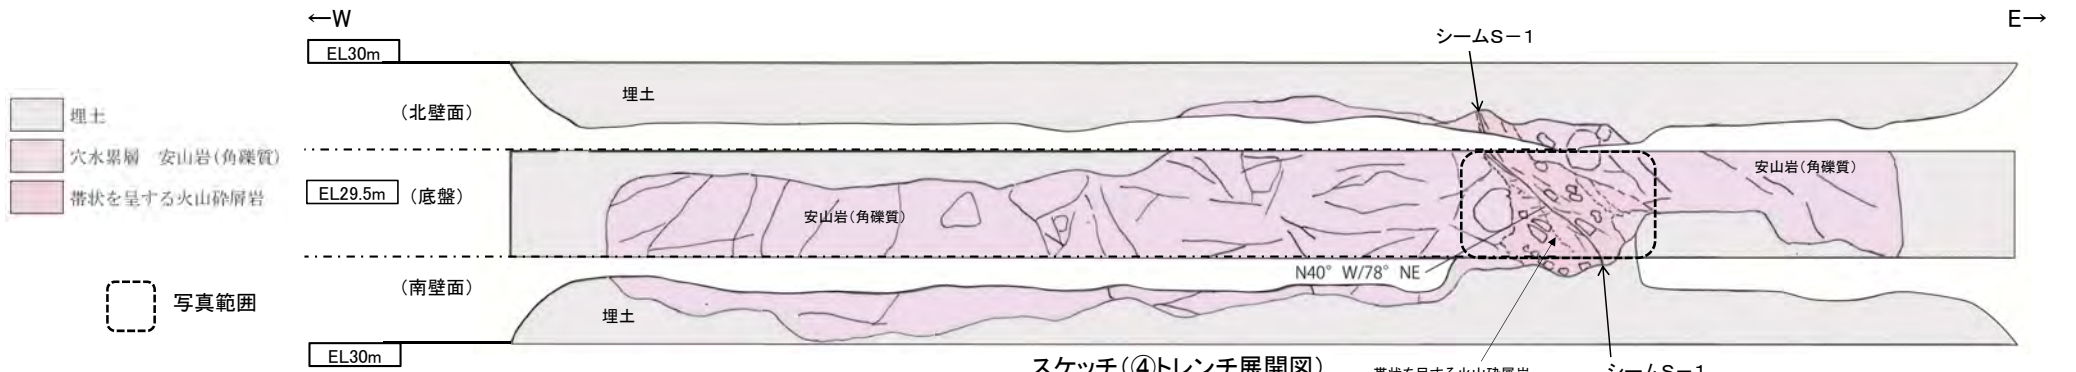 ←W
E→
シームS-1
EL30m
埋土
埋土
(北壁面)
穴水累層 安山岩(角礫質)
安山岩(角礫質)
帯状を呈する火山砕屑岩
EL29.5m
(底盤)
安山岩(角礫質)
N40° W/78° NE
(南壁面)
写真範囲
埋土
EL30m
スケッチ(④トレンチ展開図)
帯状を呈する火山砕屑岩
シームS-1